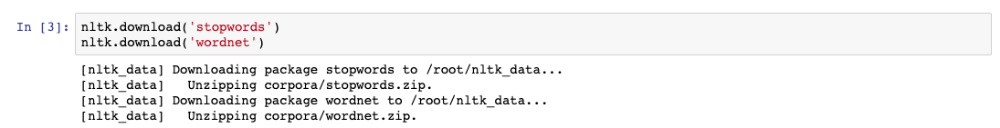 In [3]: nltk.download('stopwords')
nltk.download('wordnet')
[nltk_data] Downloading package stopwords to /root/nltk_data...
[nltk_data]   Unzipping corpora/stopwords.zip.
[nltk_data] Downloading package wordnet to /root/nltk_data...
[nltk_data]   Unzipping corpora/wordnet.zip.